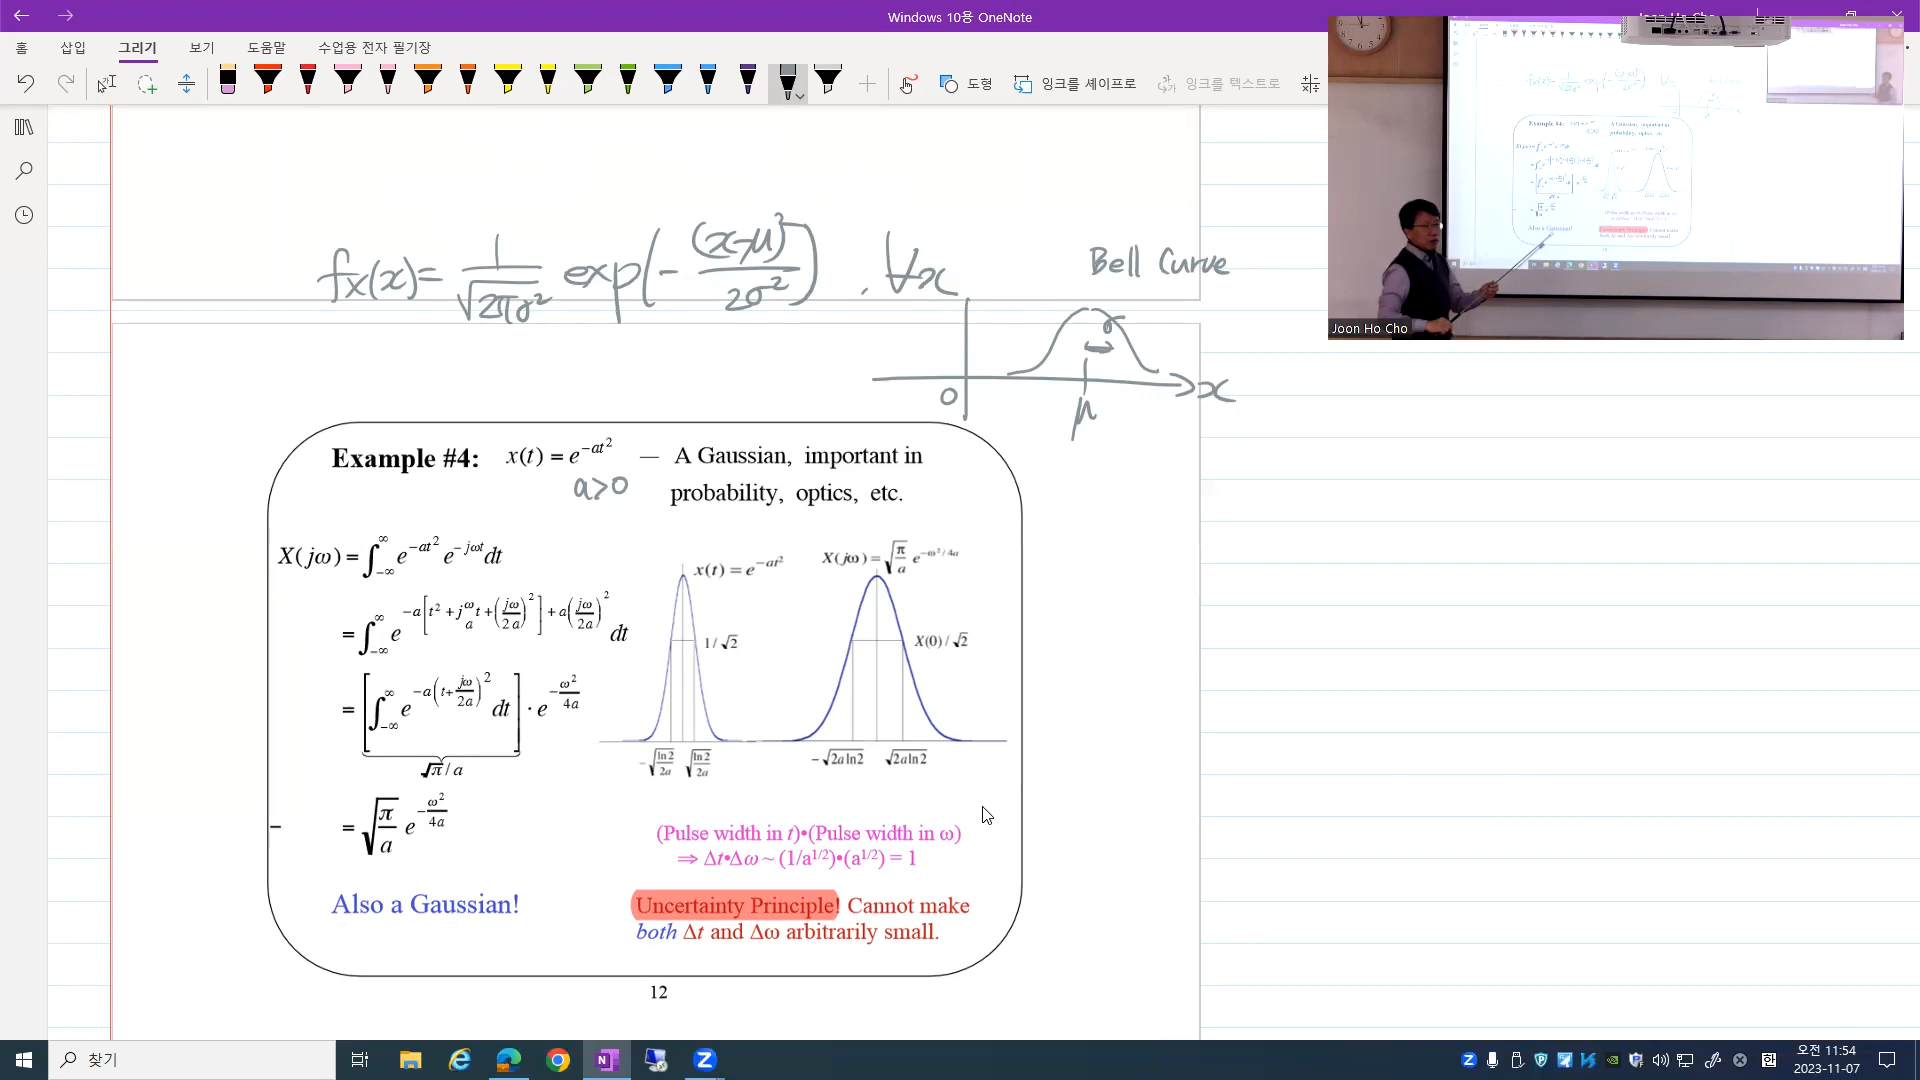 Windows 10용 OneNote
Joon Ho Cho
홈 삽입 그리기 보기 도움말 수업용 전자 필기장
도형 잉크를 셰이프로 잉크를 텍스트로
fx(x)= 1/√2πσ² exp(-(x-μ)²/2σ²), ∀x
Bell Curve
σ
0 μ x
Example #4: x(t) = e^{-at²} — A Gaussian, important in
a>0 probability, optics, etc.
X(jω) = ∫_{-∞}^{∞} e^{-at²} e^{-jωt} dt
= ∫_{-∞}^{∞} e^{-a[t² + j(ω/a)t + (jω/2a)²] + a(jω/2a)²} dt
= [∫_{-∞}^{∞} e^{-a(t+jω/2a)²} dt] · e^{-ω²/4a}
√π/a
= √(π/a) e^{-ω²/4a}
Also a Gaussian!
x(t) = e^{-at²}
1/√2
-√(ln2/2a) √(ln2/2a)
X(jω) = √(π/a) e^{-ω²/4a}
X(0)/√2
-√(2a ln2) √(2a ln2)
(Pulse width in t)•(Pulse width in ω)
⇒ Δt•Δω ~ (1/a^{1/2})•(a^{1/2}) = 1
Uncertainty Principle! Cannot make
both Δt and Δω arbitrarily small.
12
Joon Ho Cho
찾기
오전 11:54
2023-11-07